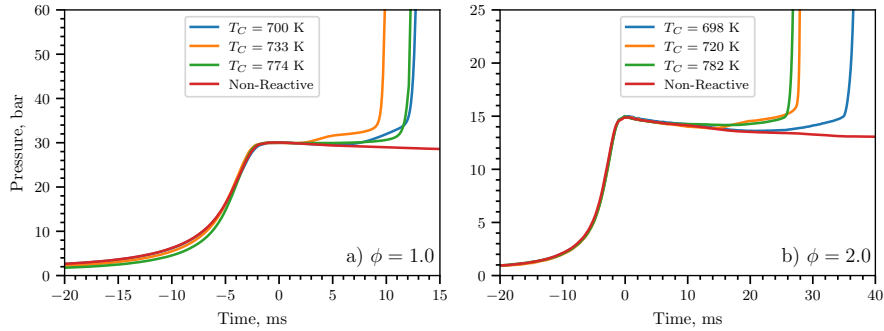 60
50
40
30
20
10
0
Pressure, bar
−20
−15
−10
−5
0
5
10
15
Time, ms
T_C = 700 K
T_C = 733 K
T_C = 774 K
Non-Reactive
a) ϕ = 1.0
25
20
15
10
5
0
−20
−10
0
10
20
30
40
Time, ms
T_C = 698 K
T_C = 720 K
T_C = 782 K
Non-Reactive
b) ϕ = 2.0